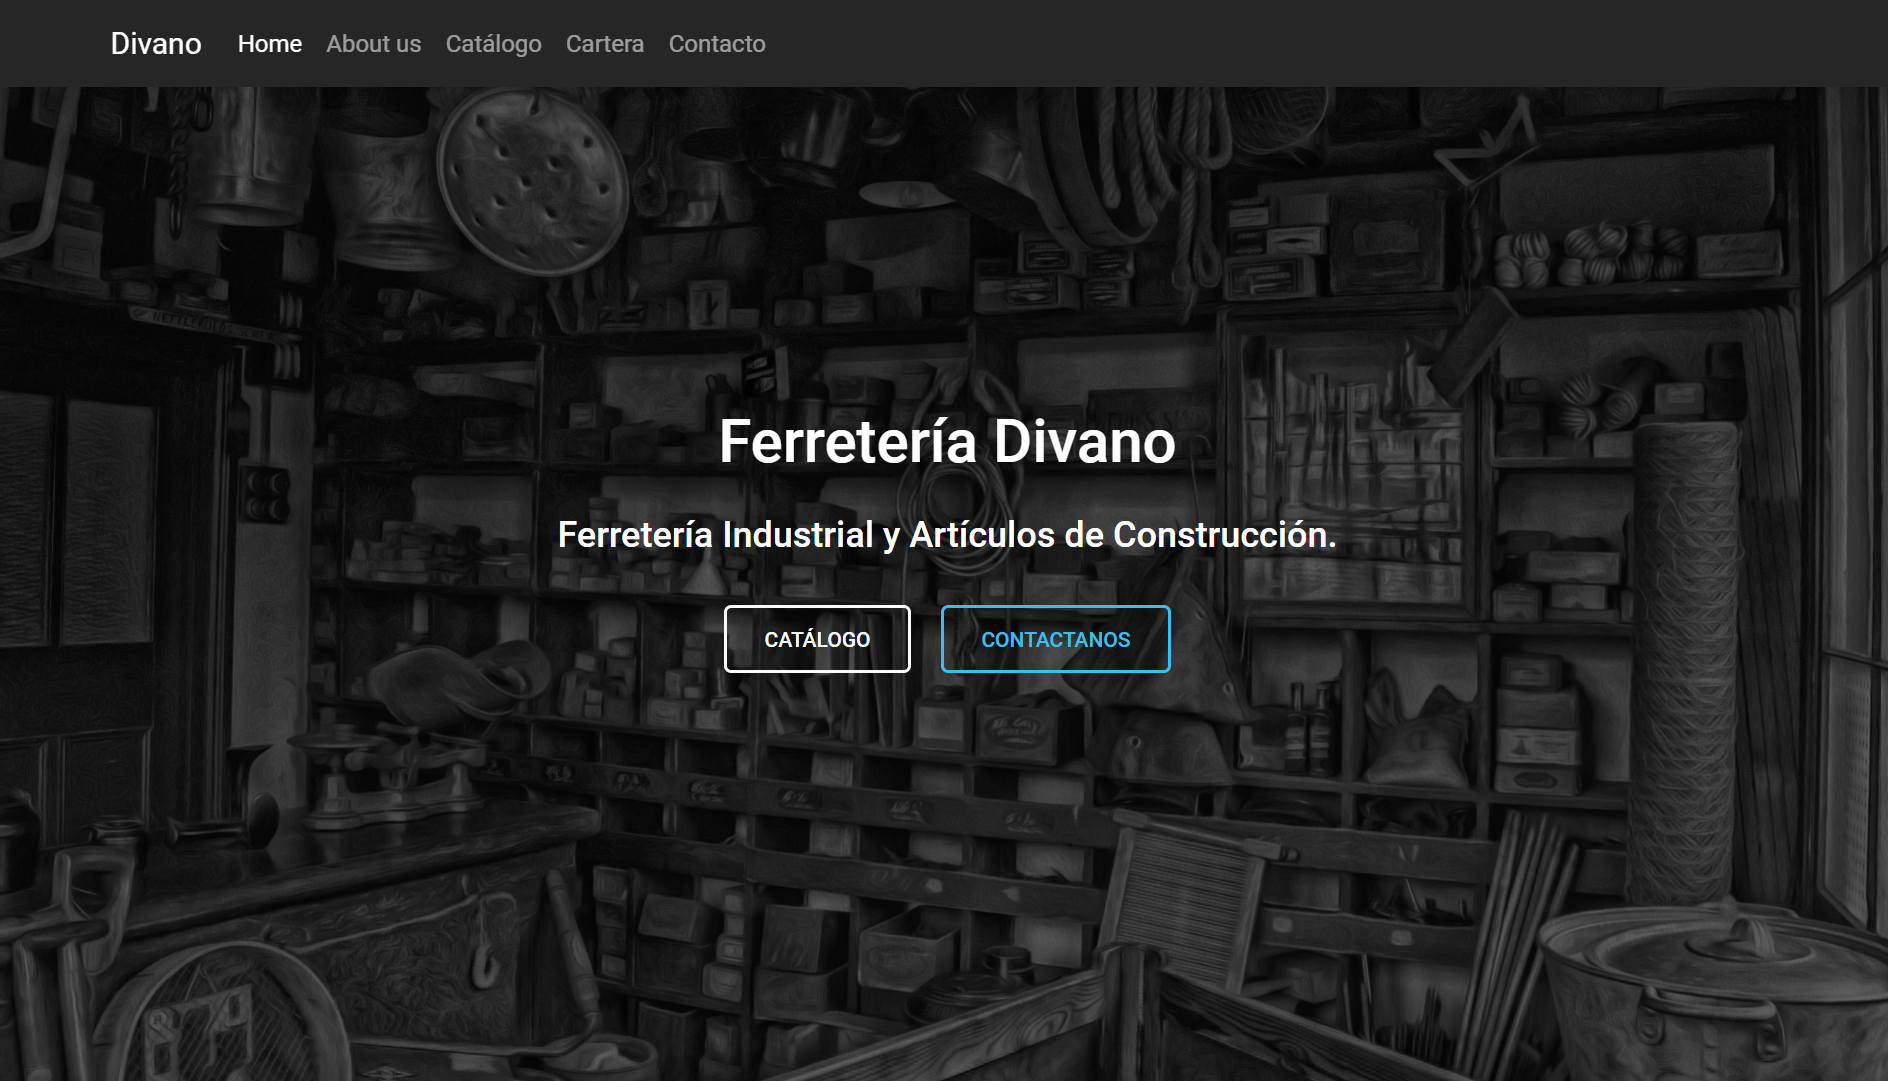 Divano Home About us Catálogo Cartera Contacto
Ferretería Divano
Ferretería Industrial y Artículos de Construcción.
CATÁLOGO CONTACTANOS